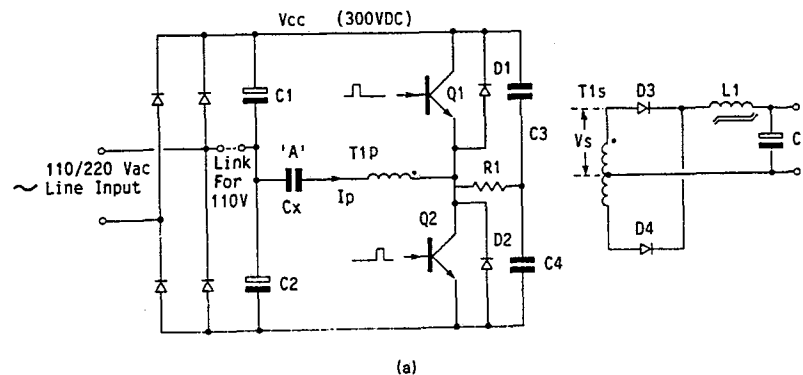 Vcc (300VDC)
C1
Q1
D1
C3
T1s
D3
L1
Vs
C
110/220 Vac
Line Input
Link
For
110V
'A'
Cx
Ip
T1p
R1
Q2
D2
C2
C4
D4
(a)